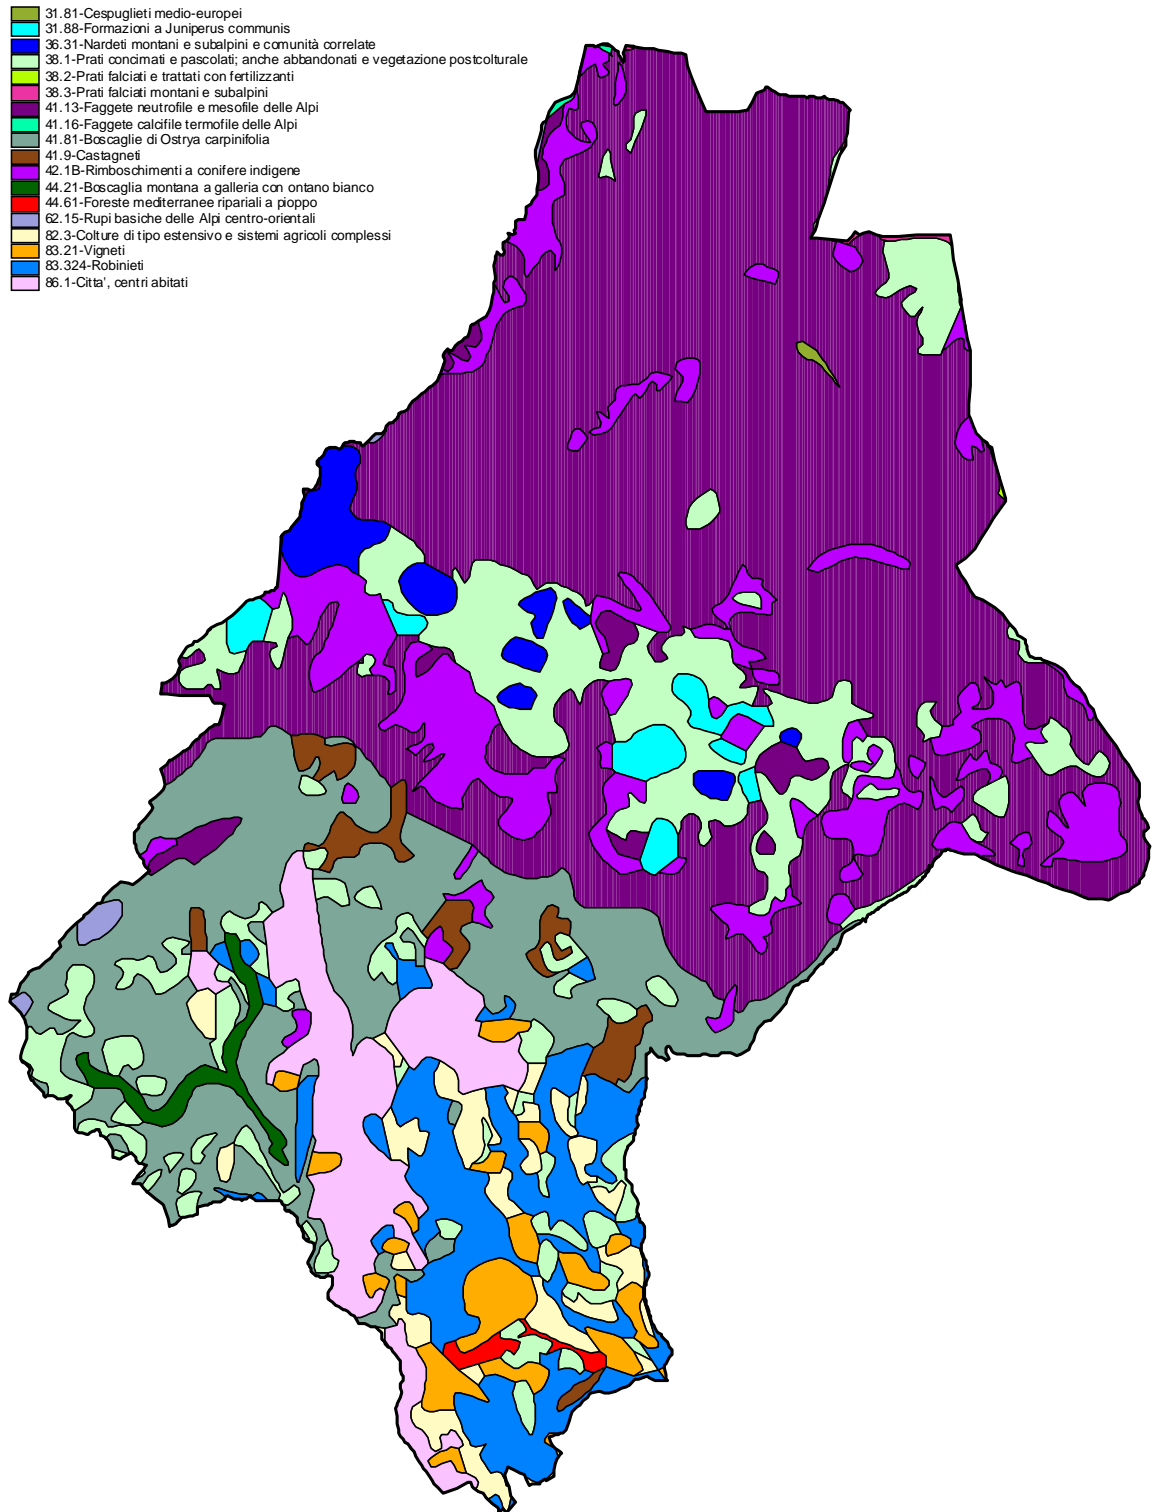 31.81-Cespuglieti medio-europei
31.88-Formazioni a Juniperus communis
36.31-Nardeti montani e subalpini e comunità correlate
38.1-Prati concimati e pascolati; anche abbandonati e vegetazione postcolturale
38.2-Prati falciati e trattati con fertilizzanti
38.3-Prati falciati montani e subalpini
41.13-Faggete neutrofile e mesofile delle Alpi
41.16-Faggete calcifile termofile delle Alpi
41.81-Boscaglie di Ostrya carpinifolia
41.9-Castagneti
42.1B-Rimboschimenti a conifere indigene
44.21-Boscaglia montana a galleria con ontano bianco
44.61-Foreste mediterranee ripariali a pioppo
62.15-Rupi basiche delle Alpi centro-orientali
82.3-Colture di tipo estensivo e sistemi agricoli complessi
83.21-Vigneti
83.324-Robinieti
86.1-Citta', centri abitati